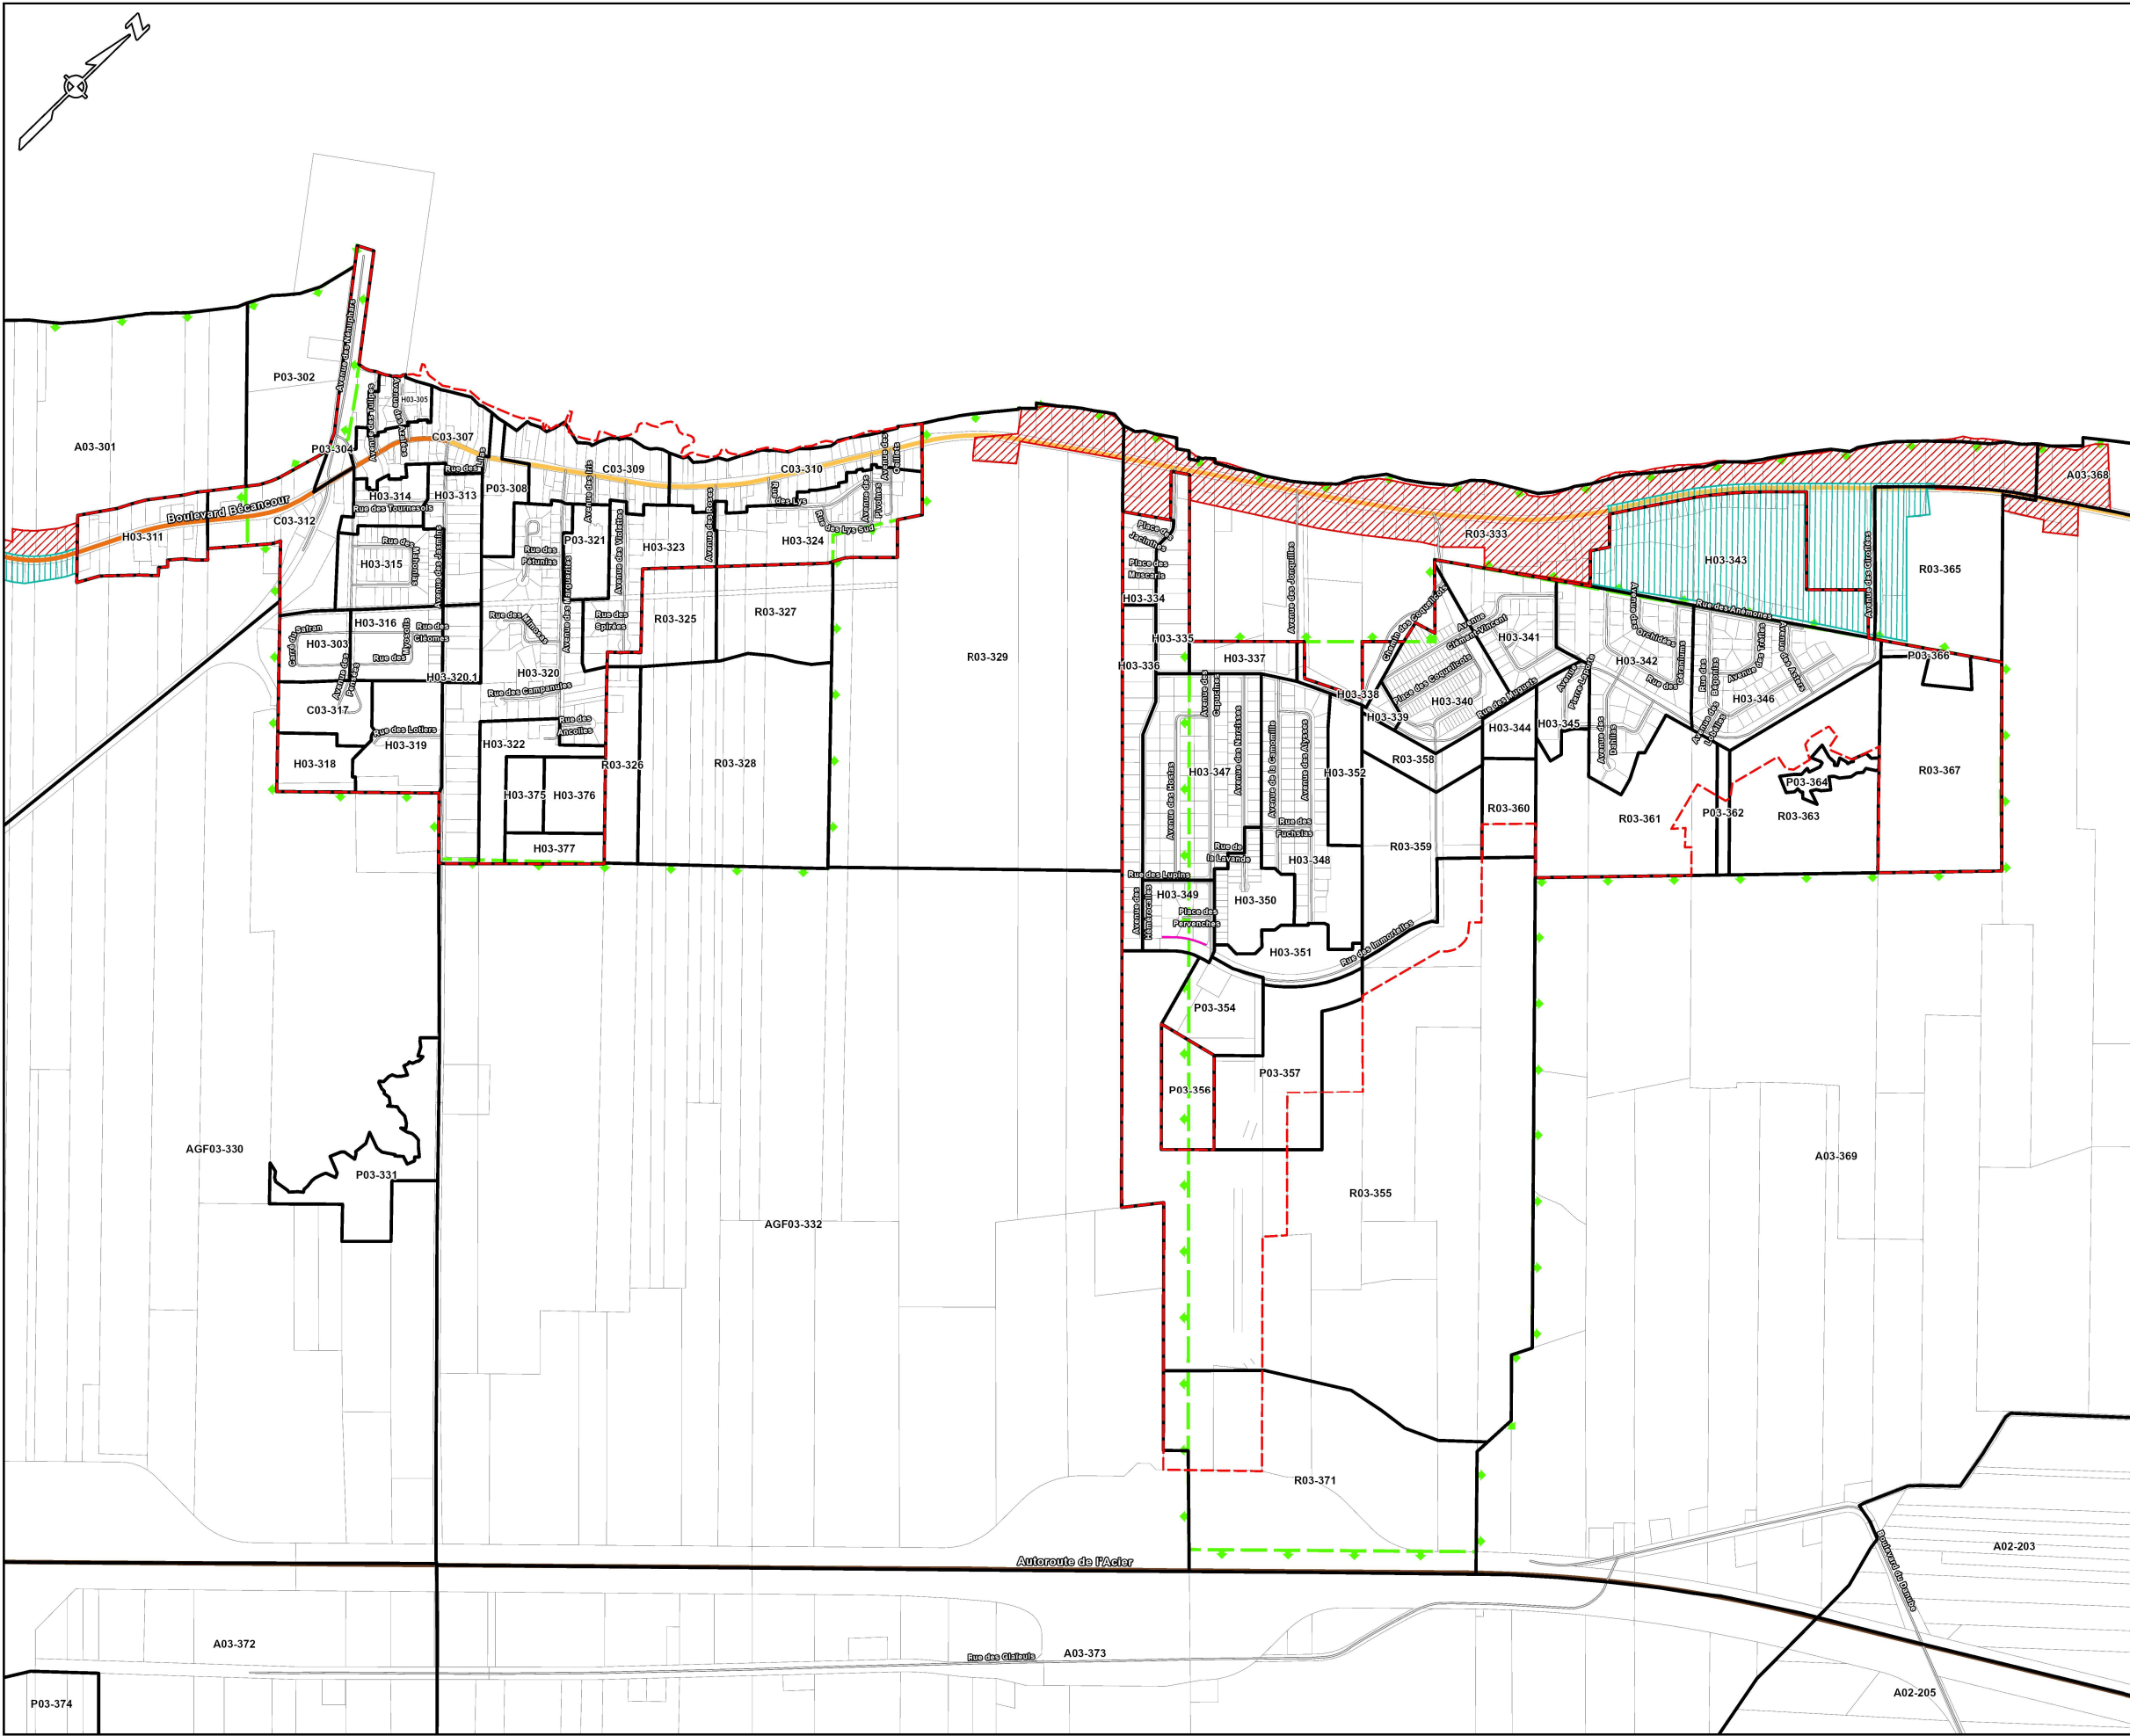 N
A03-301
P03-302
Avenue des Nénuphars
P03-304
Avenue des Tulipes
Avenue des Arelias
H03-305
C03-307
Boulevard Bécancour
H03-311
C03-312
H03-314
Rue des Tournesols
H03-313
Rue des
Lilas
P03-308
C03-309
C03-310
Rue
des Lys
Avenue des
Oeillets
Avenue des
Pivoines
Rue des Lys Sud
H03-324
Rue des
Malnoites
H03-315
Avenue des Jasmins
Rue des
Pétunias
P03-321
Avenue des Iris
Avenue des Violettes
H03-323
Avenue des Roses
Avenue des Marguerites
H03-316
Carré du Safran
H03-303
Rue des
Myosotis
Rue des
Cléomes
Avenue des
Pensées
H03-320.1
Rue des Mimosas
Rue des
Spirées
R03-325
R03-327
H03-320
Rue des Campanules
C03-317
Rue des Lotiers
H03-319
H03-318
H03-322
Rue des
Ancolies
R03-326
R03-328
H03-375
H03-376
H03-377
R03-329
Place des
Jacinthes
Place des
Muscaris
H03-334
H03-335
H03-336
H03-337
Avenue des Jonquilles
R03-333
A03-368
H03-343
R03-365
Avenue des Giroflées
Rue des Anémones
Chemin des Coquelicots
Avenue
Clément-Vincent
H03-341
Place des Coquelicots
H03-340
Rue des Muguets
H03-338
H03-339
Avenue des
Orchidées
H03-342
Rue des
Géraniums
Rue des
Bégonias
Avenue des Trèfles
Avenue
des Asters
H03-346
Avenue des
Lobélies
P03-366
Avenue
Pierre-Laporte
H03-345
Avenue des
Dahlias
H03-344
R03-358
Avenue des
Capucines
Avenue des Narcisses
Avenue de la Camomille
Avenue des Alysses
H03-347
Avenue des Hostas
H03-352
R03-360
R03-361
P03-362
P03-364
R03-363
R03-367
R03-359
Rue des
Fuchsias
H03-348
Rue de
la Lavande
Rue des Lupins
H03-349
H03-350
Avenue des
Hémérocalles
Place des
Pervenches
H03-351
Rue des Immortelles
P03-354
P03-356
P03-357
AGF03-330
P03-331
AGF03-332
R03-355
A03-369
R03-371
Autoroute de l'Acier
Boulevard du Danube
A02-203
A03-372
Rue des Glaïeuls
A03-373
P03-374
A02-205